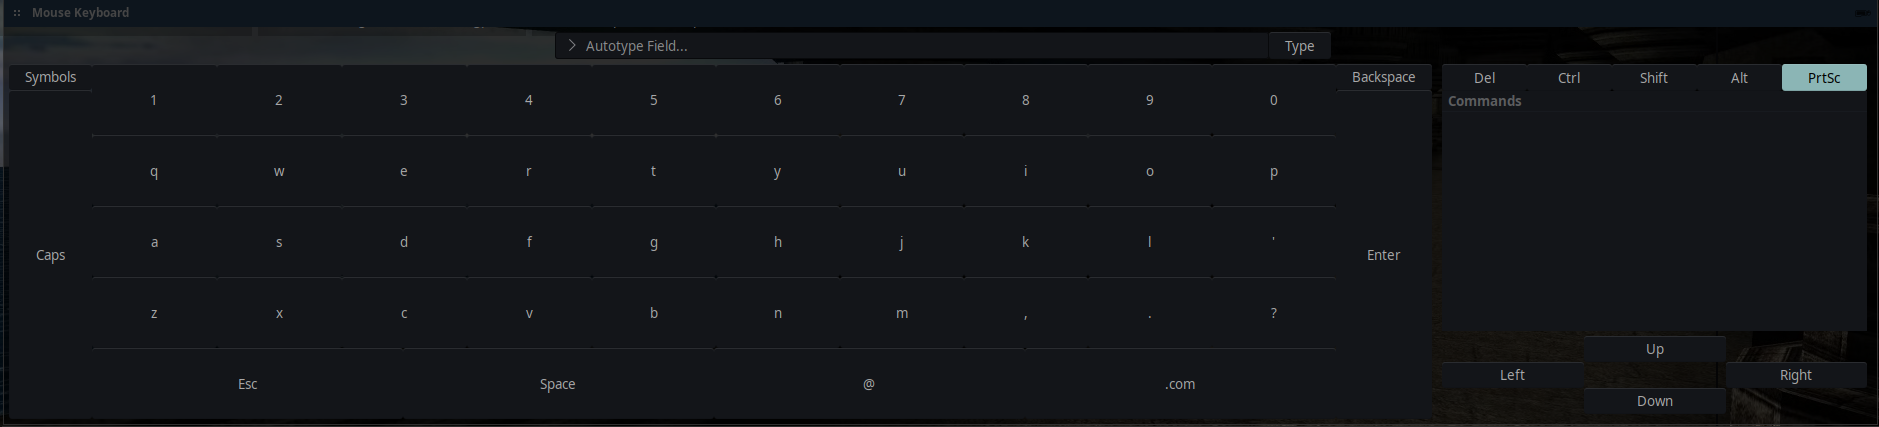 Mouse Keyboard
Autotype Field... Type
Symbols Backspace Del Ctrl Shift Alt PrtSc
1 2 3 4 5 6 7 8 9 0
Commands
q w e r t y u i o p
a s d f g h j k l '
Caps Enter
z x c v b n m , . ?
Up
Left Right
Esc Space @ .com
Down